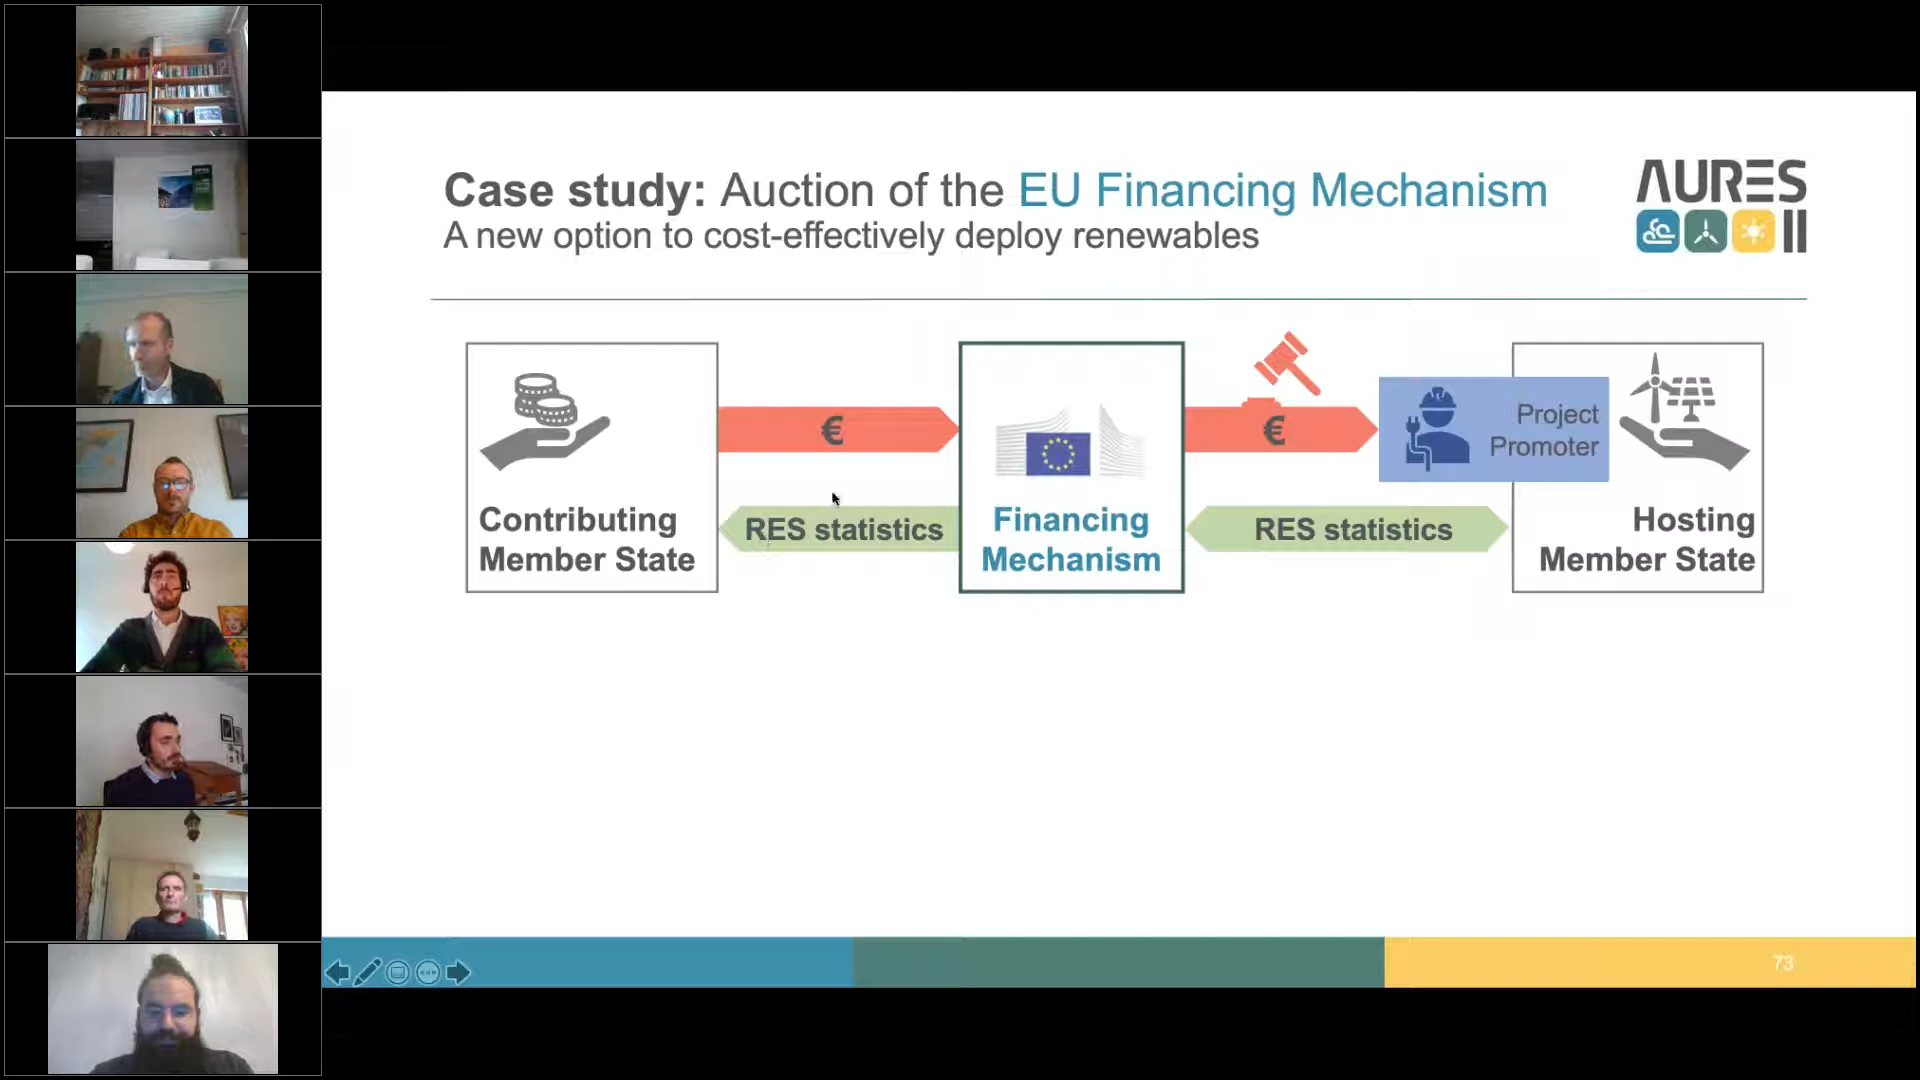 Case study: Auction of the EU Financing Mechanism
A new option to cost-effectively deploy renewables
AURES
II
€
€
Project
Promoter
Contributing
Member State
RES statistics
Financing
Mechanism
RES statistics
Hosting
Member State
73